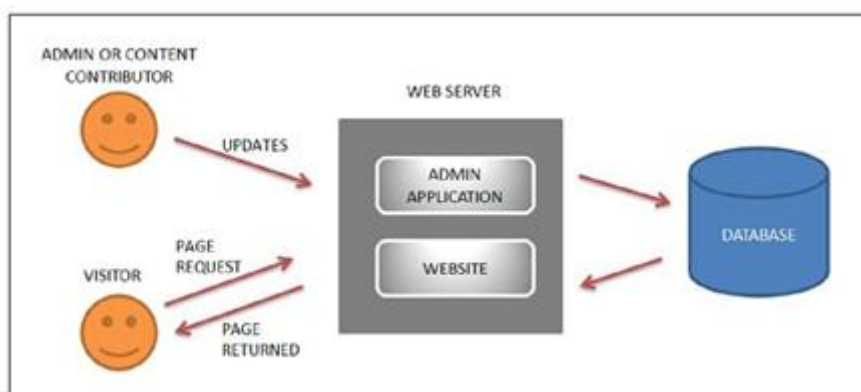 ADMIN OR CONTENT
CONTRIBUTOR
WEB SERVER
UPDATES
ADMIN
APPLICATION
DATABASE
PAGE
REQUEST
WEBSITE
VISITOR
PAGE
RETURNED